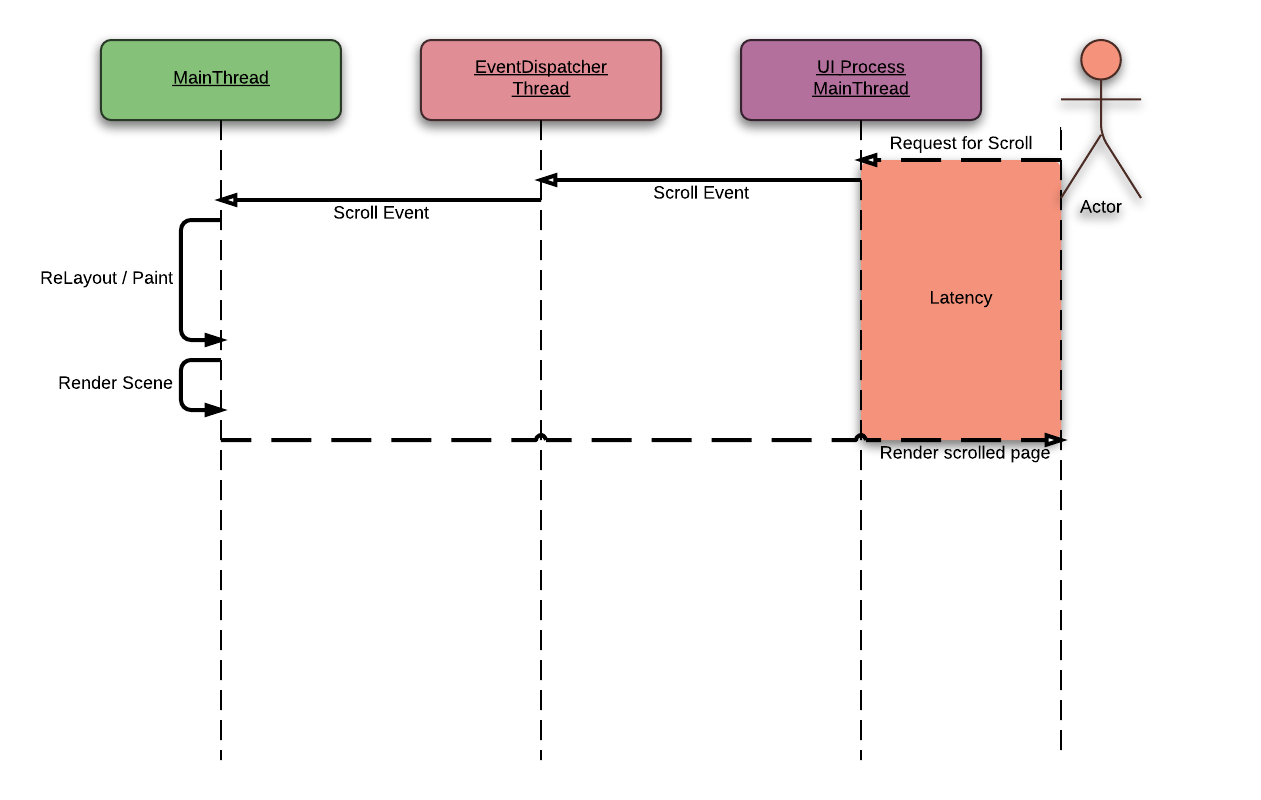 MainThread
EventDispatcher
Thread
UI Process
MainThread
Request for Scroll
Scroll Event
Scroll Event
Actor
ReLayout / Paint
Latency
Render Scene
Render scrolled page